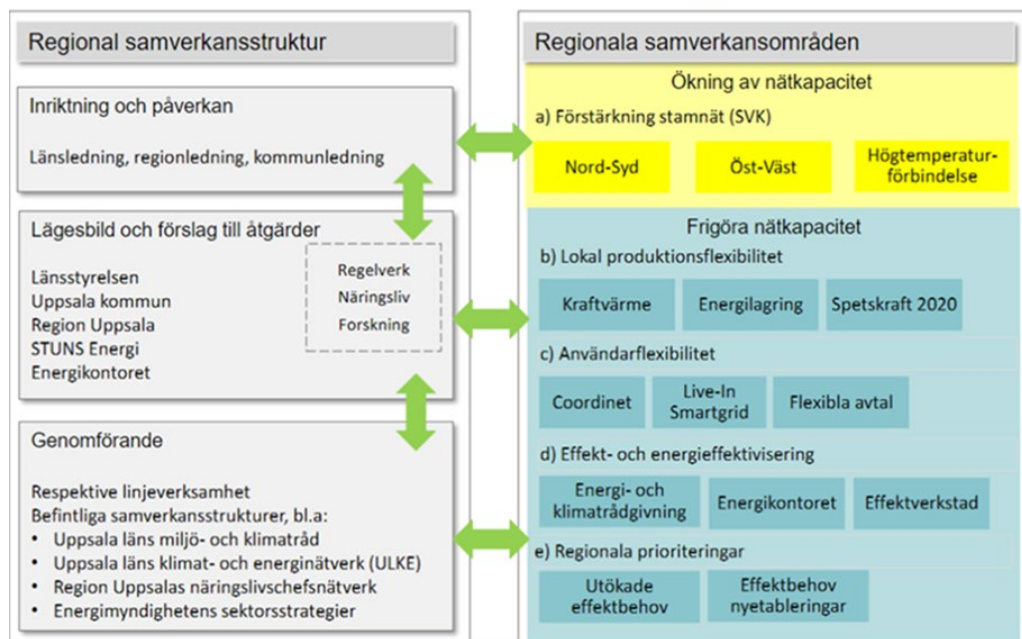 Regional samverkansstruktur
Inriktning och påverkan
Länsledning, regionledning, kommunledning
Lägesbild och förslag till åtgärder
Länsstyrelsen
Uppsala kommun
Region Uppsala
STUNS Energi
Energikontoret
Regelverk
Näringsliv
Forskning
Genomförande
Respektive linjeverksamhet
Befintliga samverkansstrukturer, bl.a:
• Uppsala läns miljö- och klimatråd
• Uppsala läns klimat- och energinätverk (ULKE)
• Region Uppsalas näringslivschefsnätverk
• Energimyndighetens sektorsstrategier
Regionala samverkansområden
Ökning av nätkapacitet
a) Förstärkning stamnät (SVK)
Nord-Syd
Öst-Väst
Högtemperatur-
förbindelse
Frigöra nätkapacitet
b) Lokal produktionsflexibilitet
Kraftvärme
Energilagring
Spetskraft 2020
c) Användarflexibilitet
Coordinet
Live-In
Smartgrid
Flexibla avtal
d) Effekt- och energieffektivisering
Energi- och
klimatrådgivning
Energikontoret
Effektverkstad
e) Regionala prioriteringar
Utökade
effektbehov
Effektbehov
nyetableringar